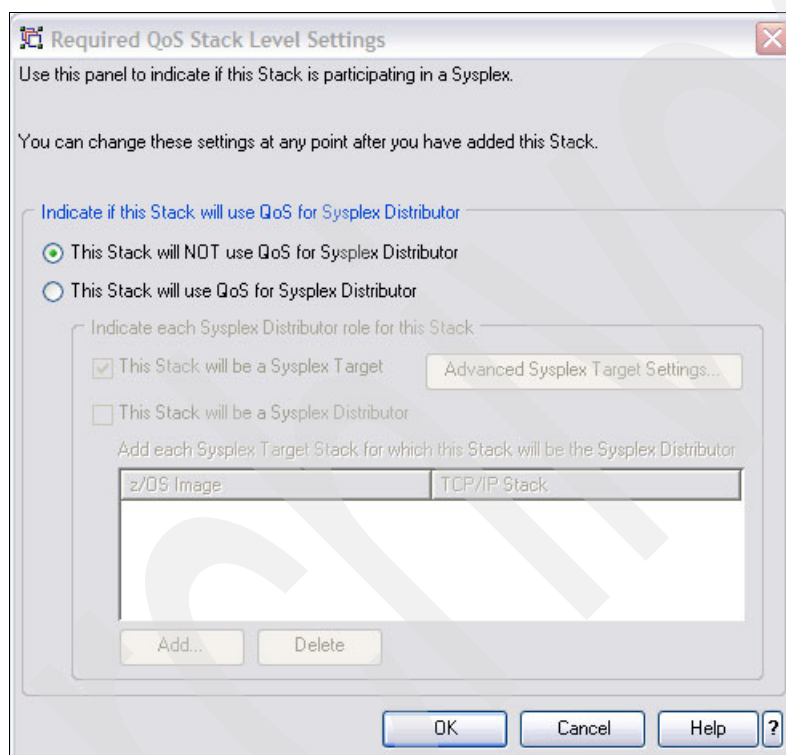 Required QoS Stack Level Settings
Use this panel to indicate if this Stack is participating in a Sysplex.
You can change these settings at any point after you have added this Stack.
Indicate if this Stack will use QoS for Sysplex Distributor
This Stack will NOT use QoS for Sysplex Distributor
This Stack will use QoS for Sysplex Distributor
Indicate each Sysplex Distributor role for this Stack
This Stack will be a Sysplex Target
Advanced Sysplex Target Settings...
This Stack will be a Sysplex Distributor
Add each Sysplex Target Stack for which this Stack will be the Sysplex Distributor
z/OS Image
TCP/IP Stack
Add...
Delete
OK
Cancel
Help
?